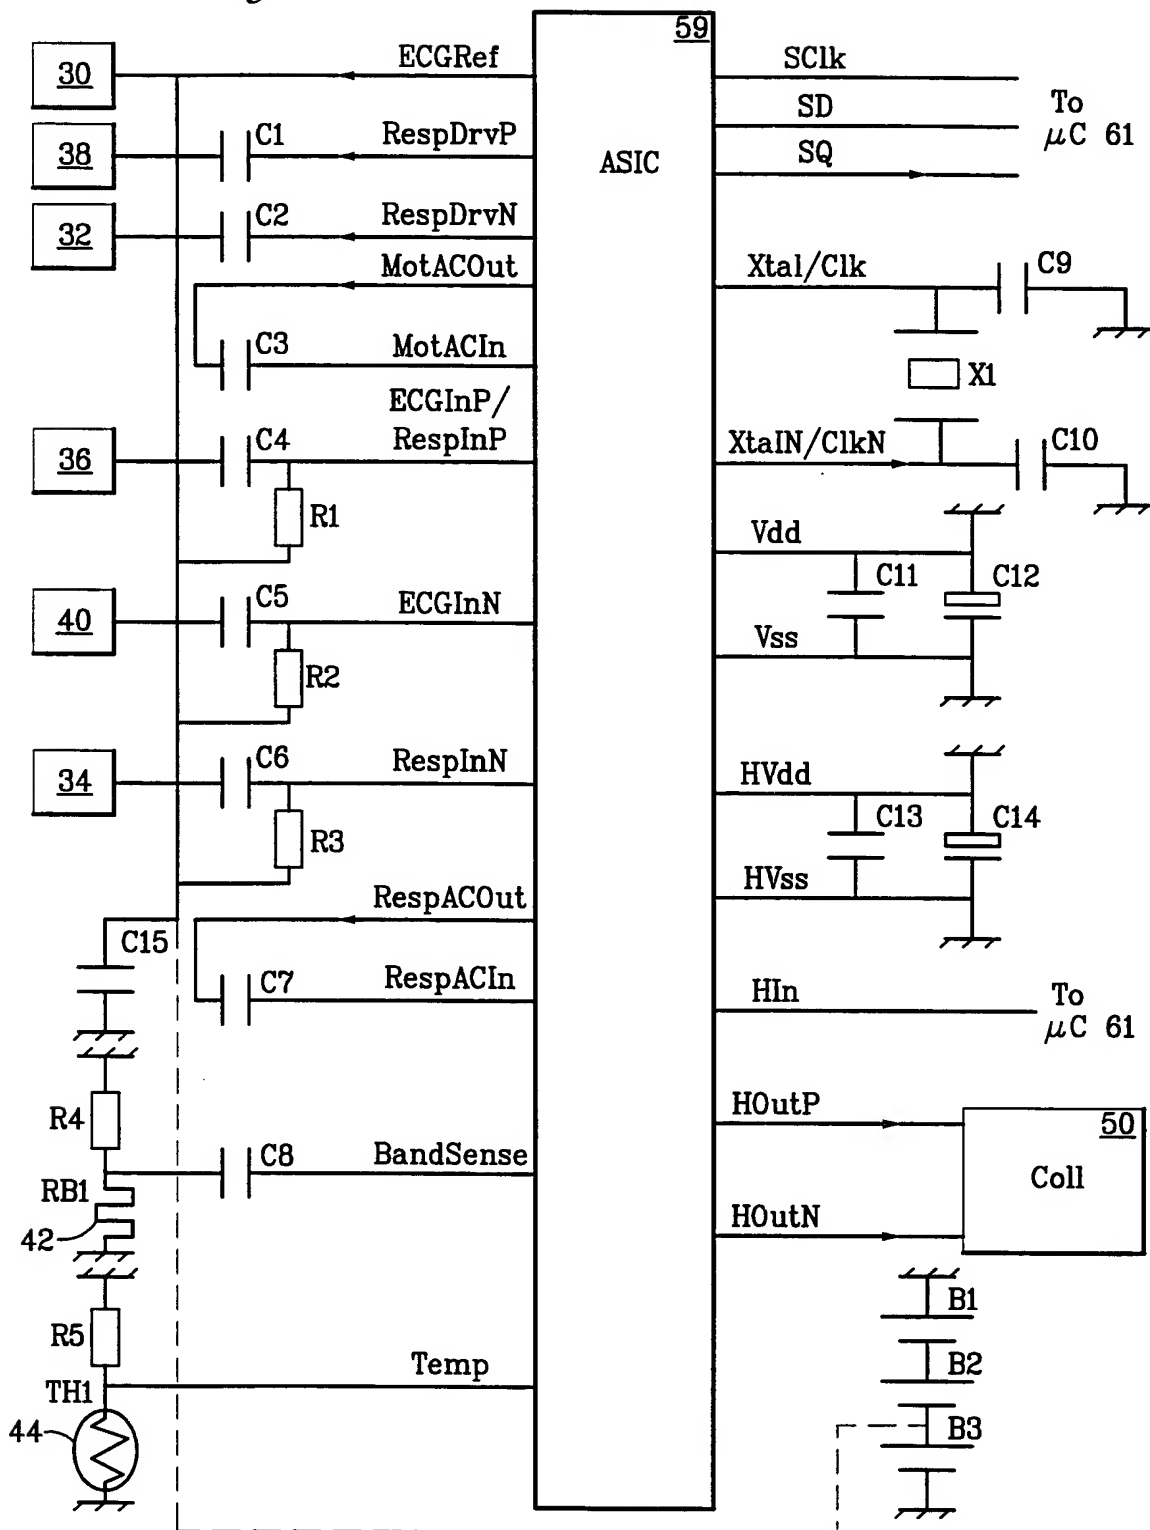 59
ASIC
30
ECGRef
38
C1
RespDrvP
32
C2
RespDrvN
MotACOut
C3
MotACIn
ECGInP/
RespInP
36
C4
R1
40
C5
ECGInN
R2
34
C6
RespInN
R3
RespACOut
C15
C7
RespACIn
R4
C8
BandSense
RB1
42
R5
Temp
TH1
44
SClk
SD
SQ
To
μC 61
Xtal/Clk
C9
X1
XtalN/ClkN
C10
Vdd
C11
C12
Vss
HVdd
C13
C14
HVss
HIn
To
μC 61
HOutP
50
Coll
HOutN
B1
B2
B3